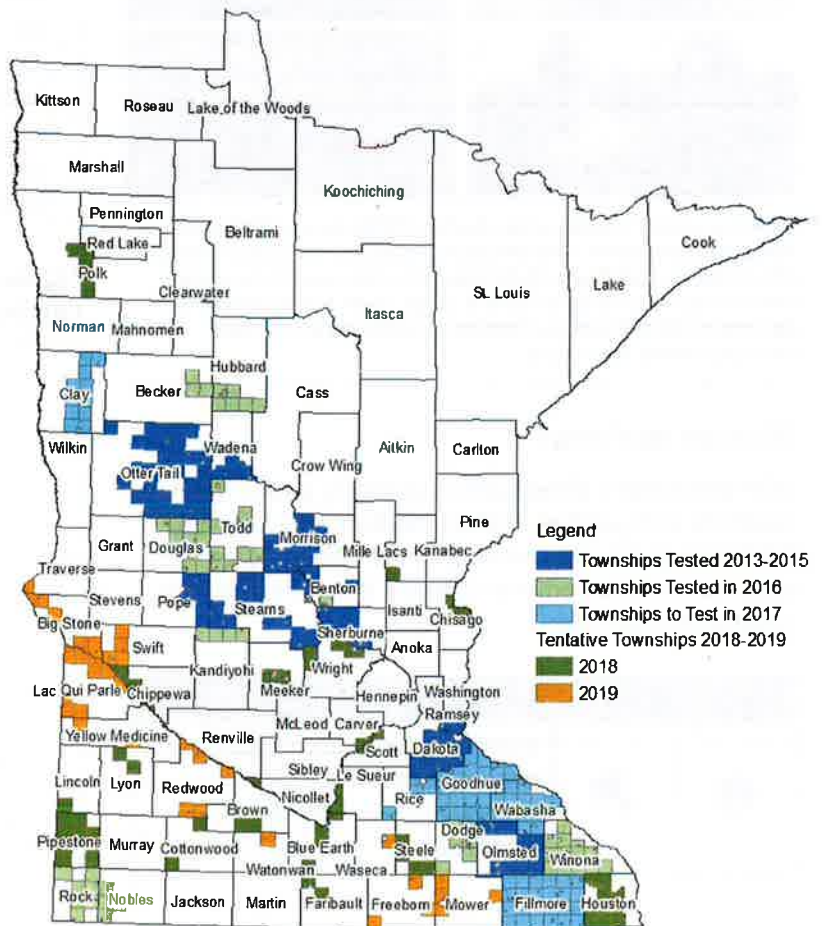 Kittson
Roseau
Lake of the Woods
Marshall
Koochiching
Pennington
Beltrami
Red Lake
Cook
Polk
St. Louis
Lake
Clearwater
Itasca
Norman
Mahnomen
Hubbard
Clay
Becker
Cass
Wilkin
Wadena
Aitkin
Carlton
Otter Tail
Crow Wing
Pine
Grant
Todd
Douglas
Morrison
Mille Lacs
Kanabec
Traverse
Stevens
Pope
Stearns
Benton
Isanti
Big Stone
Sherburne
Chisago
Swift
Anoka
Kandiyohi
Wright
Lac Qui Parle
Chippewa
Meeker
Hennepin
Washington
Ramsey
McLeod
Carver
Yellow Medicine
Renville
Scott
Dakota
Sibley
Le Sueur
Lincoln
Lyon
Redwood
Goodhue
Nicollet
Rice
Brown
Wabasha
Pipestone
Murray
Cottonwood
Blue Earth
Steele
Dodge
Olmsted
Winona
Watonwan
Waseca
Rock
Nobles
Jackson
Martin
Faribault
Freeborn
Mower
Fillmore
Houston
Legend
Townships Tested 2013-2015
Townships Tested in 2016
Townships to Test in 2017
Tentative Townships 2018-2019
2018
2019